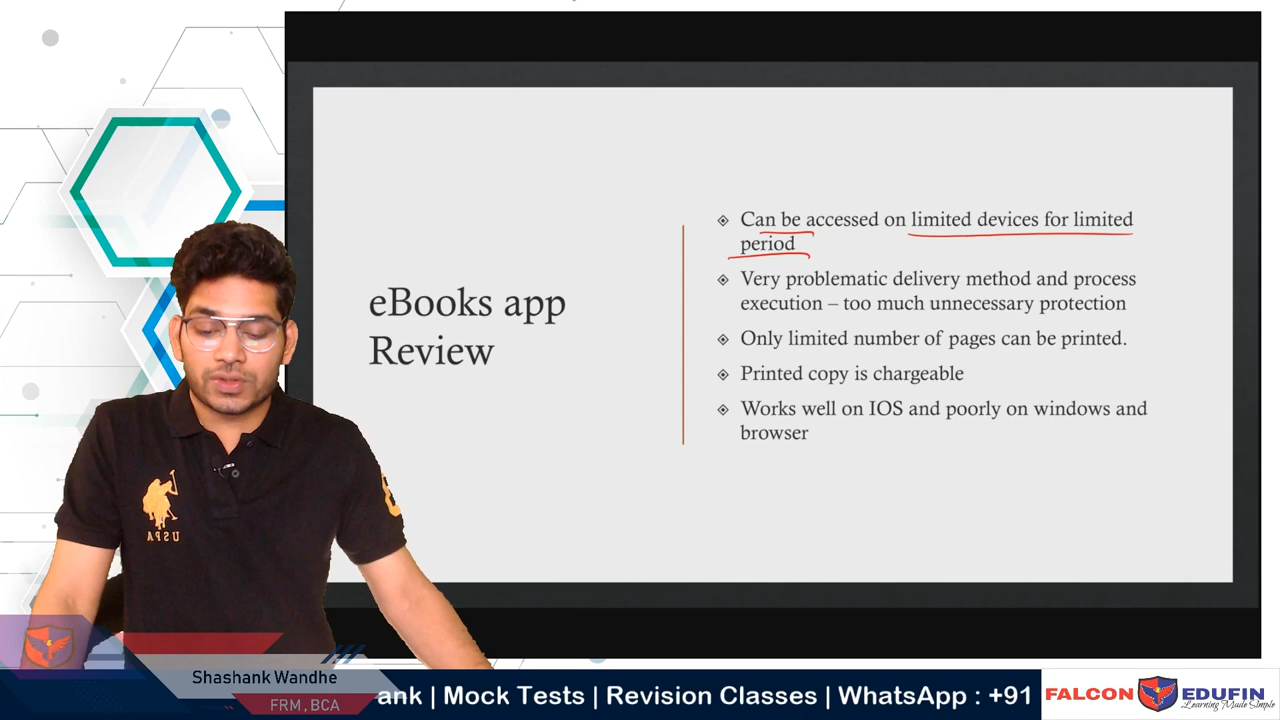 eBooks app
Review
Can be accessed on limited devices for limited
period
Very problematic delivery method and process
execution – too much unnecessary protection
Only limited number of pages can be printed.
Printed copy is chargeable
Works well on IOS and poorly on windows and
browser
USPA
Shashank Wandhe
FRM, BCA
ank | Mock Tests | Revision Classes | WhatsApp : +91
FALCON EDUFIN
Learning Made Simple